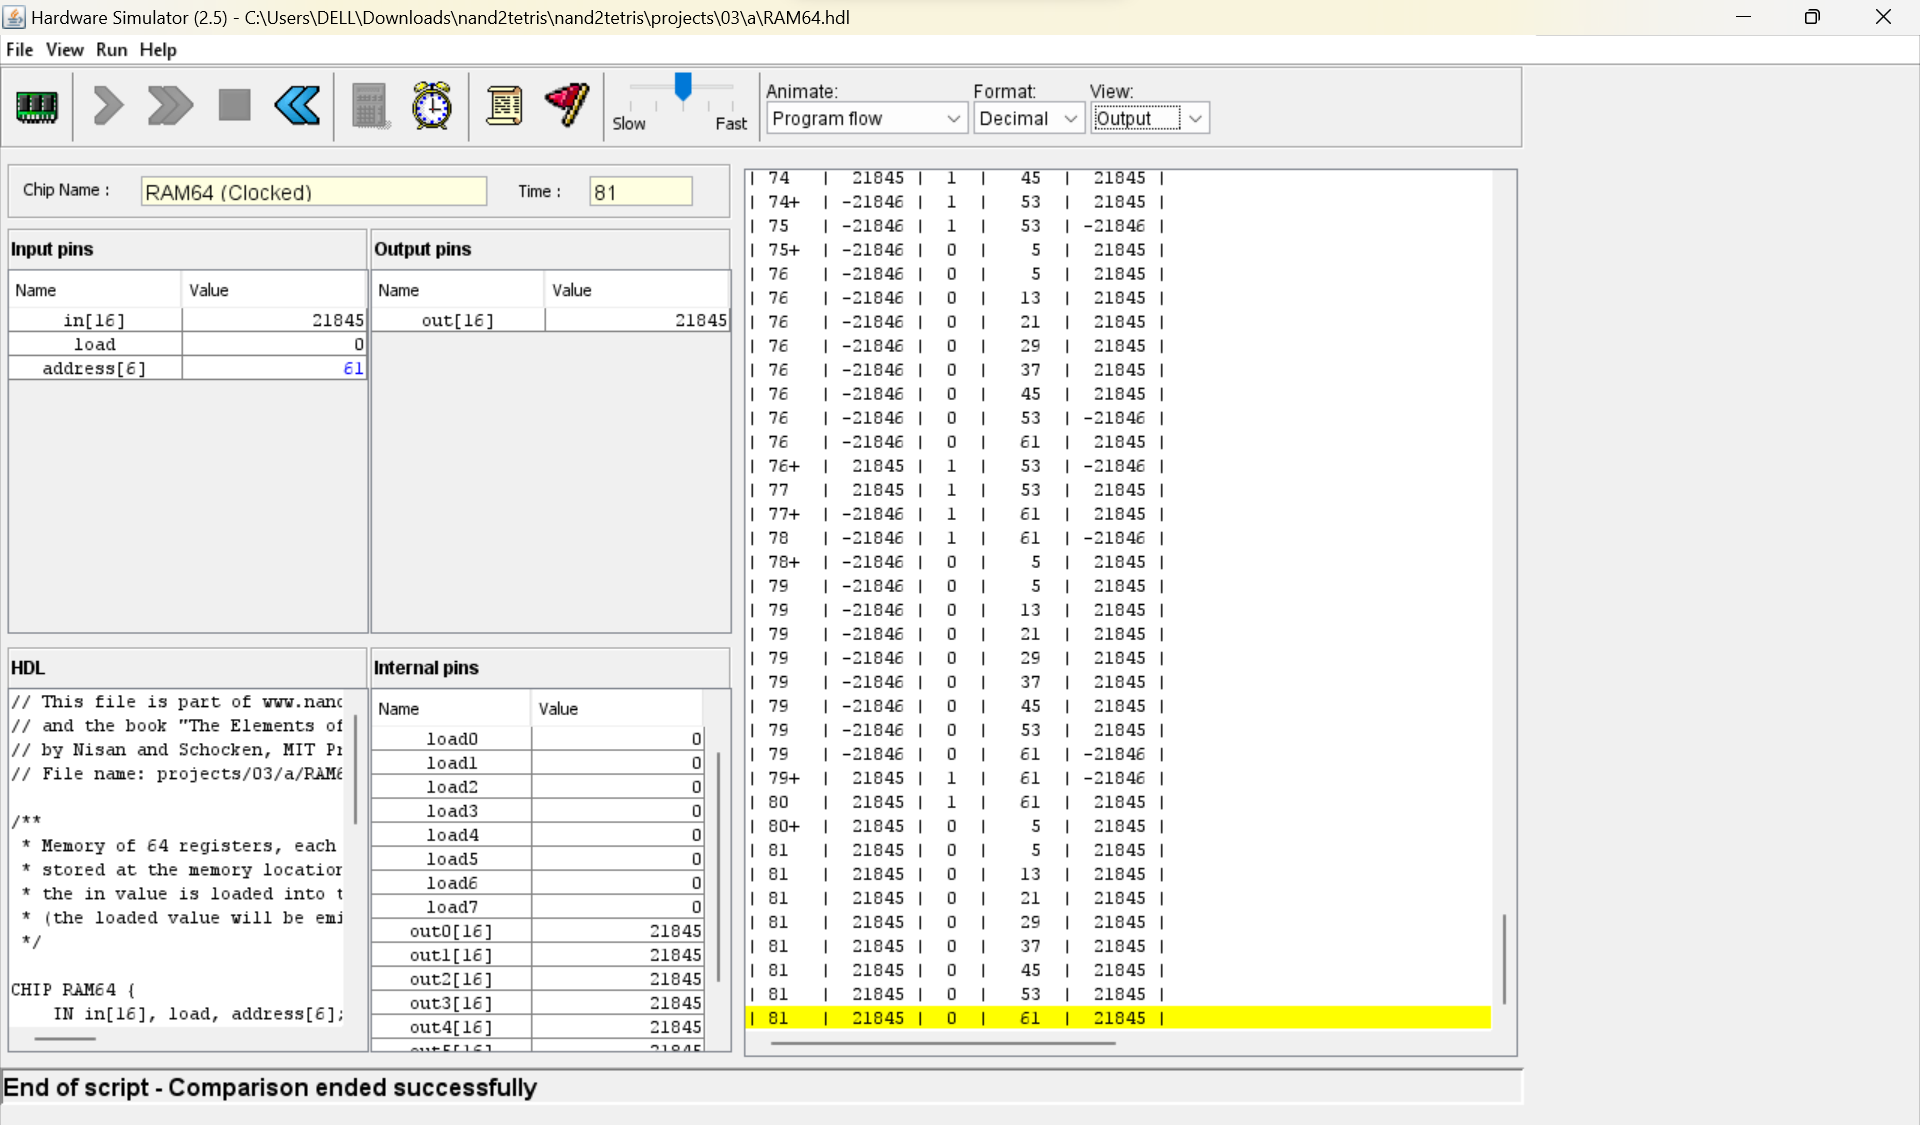 Hardware Simulator (2.5) - C:\Users\DELL\Downloads\nand2tetris\nand2tetris\projects\03\a\RAM64.hdl
File View Run Help
Slow Fast
Animate: Format: View:
Program flow Decimal Output
Chip Name : RAM64 (Clocked) Time : 81
Input pins
Name Value
in[16] 21845
load 0
address[6] 61
Output pins
Name Value
out[16] 21845
HDL
// This file is part of www.nand
// and the book "The Elements of
// by Nisan and Schocken, MIT Pr
// File name: projects/03/a/RAM6
/**
* Memory of 64 registers, each
* stored at the memory location
* the in value is loaded into t
* (the loaded value will be emi
*/
CHIP RAM64 {
IN in[16], load, address[6];
Internal pins
Name Value
load0 0
load1 0
load2 0
load3 0
load4 0
load5 0
load6 0
load7 0
out0[16] 21845
out1[16] 21845
out2[16] 21845
out3[16] 21845
out4[16] 21845
out5[16] 21845
| 74 | 21845 | 1 | 45 | 21845 |
| 74+ | -21846 | 1 | 53 | 21845 |
| 75 | -21846 | 1 | 53 | -21846 |
| 75+ | -21846 | 0 | 5 | 21845 |
| 76 | -21846 | 0 | 5 | 21845 |
| 76 | -21846 | 0 | 13 | 21845 |
| 76 | -21846 | 0 | 21 | 21845 |
| 76 | -21846 | 0 | 29 | 21845 |
| 76 | -21846 | 0 | 37 | 21845 |
| 76 | -21846 | 0 | 45 | 21845 |
| 76 | -21846 | 0 | 53 | -21846 |
| 76 | -21846 | 0 | 61 | 21845 |
| 76+ | 21845 | 1 | 53 | -21846 |
| 77 | 21845 | 1 | 53 | 21845 |
| 77+ | -21846 | 1 | 61 | 21845 |
| 78 | -21846 | 1 | 61 | -21846 |
| 78+ | -21846 | 0 | 5 | 21845 |
| 79 | -21846 | 0 | 5 | 21845 |
| 79 | -21846 | 0 | 13 | 21845 |
| 79 | -21846 | 0 | 21 | 21845 |
| 79 | -21846 | 0 | 29 | 21845 |
| 79 | -21846 | 0 | 37 | 21845 |
| 79 | -21846 | 0 | 45 | 21845 |
| 79 | -21846 | 0 | 53 | 21845 |
| 79 | -21846 | 0 | 61 | -21846 |
| 79+ | 21845 | 1 | 61 | -21846 |
| 80 | 21845 | 1 | 61 | 21845 |
| 80+ | 21845 | 0 | 5 | 21845 |
| 81 | 21845 | 0 | 5 | 21845 |
| 81 | 21845 | 0 | 13 | 21845 |
| 81 | 21845 | 0 | 21 | 21845 |
| 81 | 21845 | 0 | 29 | 21845 |
| 81 | 21845 | 0 | 37 | 21845 |
| 81 | 21845 | 0 | 45 | 21845 |
| 81 | 21845 | 0 | 53 | 21845 |
| 81 | 21845 | 0 | 61 | 21845 |
End of script - Comparison ended successfully